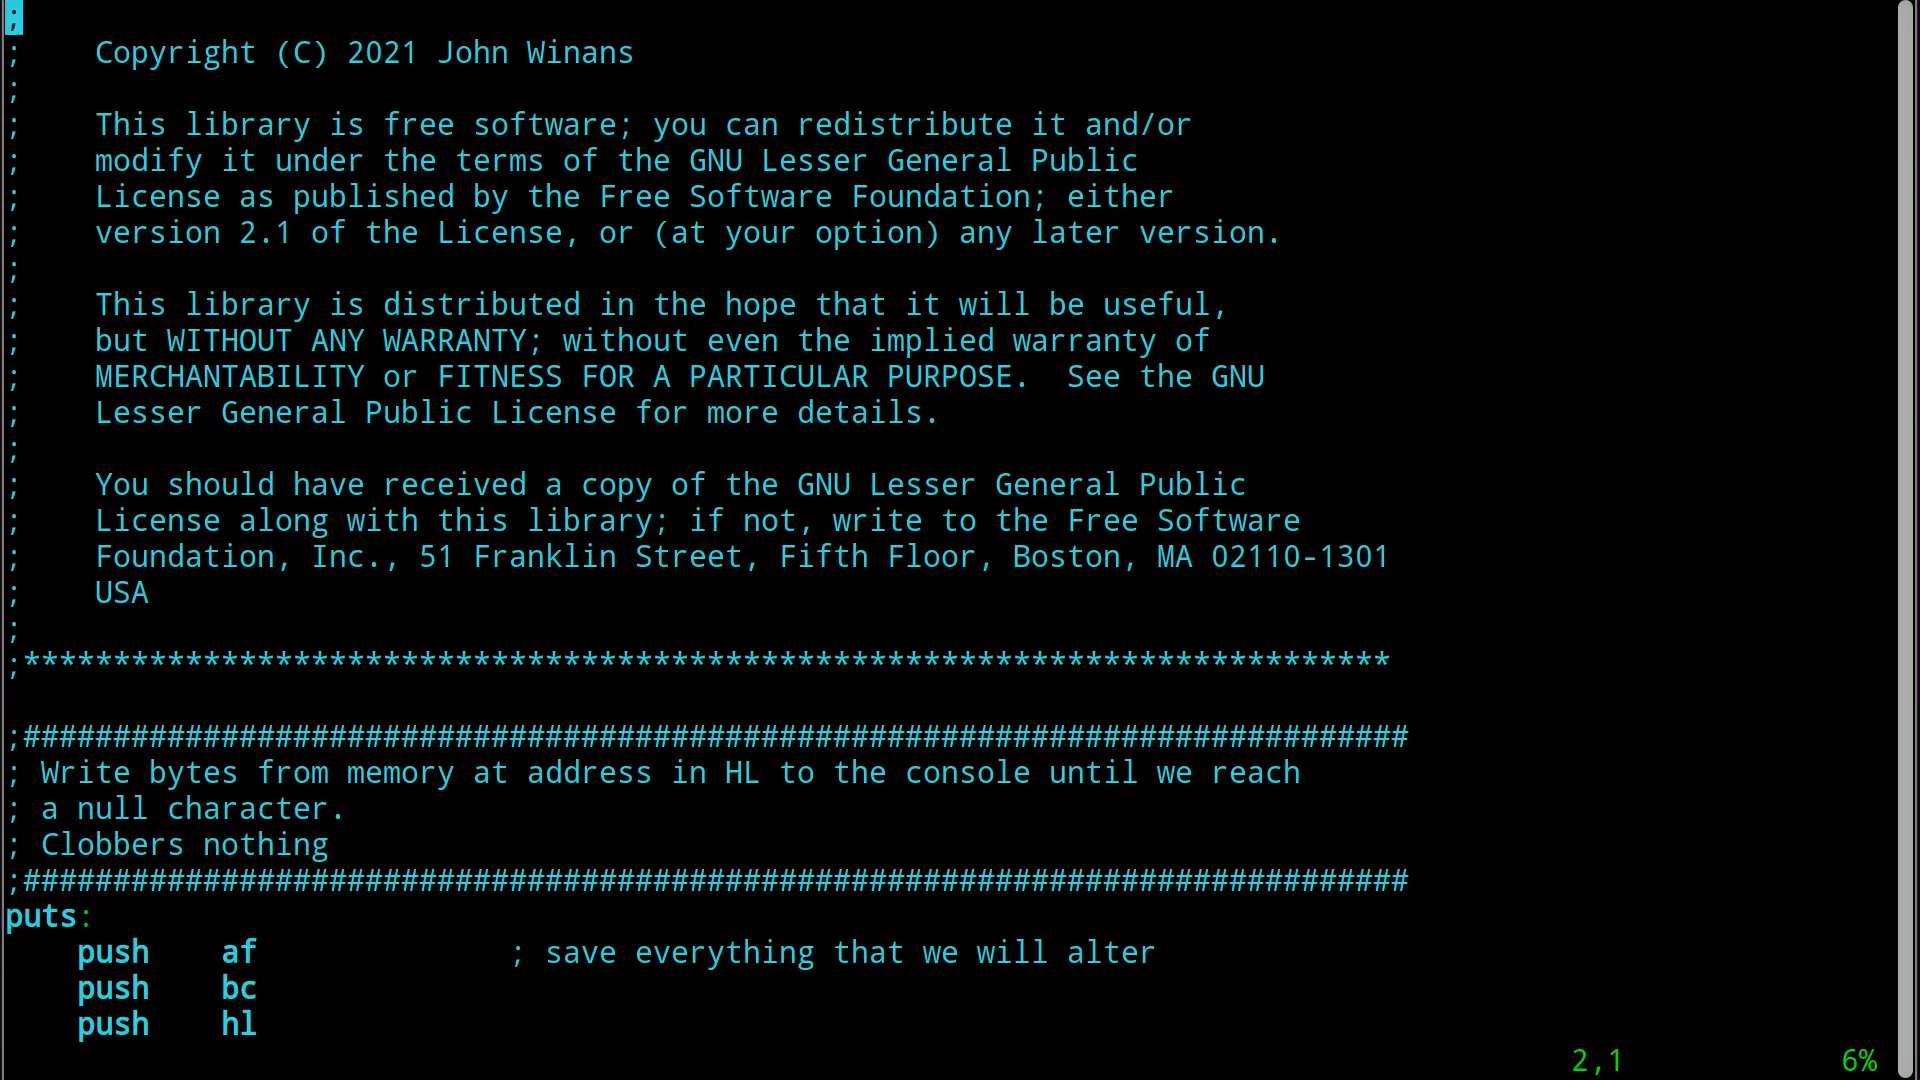 ;
;    Copyright (C) 2021 John Winans
;
;    This library is free software; you can redistribute it and/or
;    modify it under the terms of the GNU Lesser General Public
;    License as published by the Free Software Foundation; either
;    version 2.1 of the License, or (at your option) any later version.
;
;    This library is distributed in the hope that it will be useful,
;    but WITHOUT ANY WARRANTY; without even the implied warranty of
;    MERCHANTABILITY or FITNESS FOR A PARTICULAR PURPOSE.  See the GNU
;    Lesser General Public License for more details.
;
;    You should have received a copy of the GNU Lesser General Public
;    License along with this library; if not, write to the Free Software
;    Foundation, Inc., 51 Franklin Street, Fifth Floor, Boston, MA 02110-1301
;    USA
;
;****************************************************************************

;#############################################################################
; Write bytes from memory at address in HL to the console until we reach
; a null character.
; Clobbers nothing
;#############################################################################
puts:
    push    af              ; save everything that we will alter
    push    bc
    push    hl
2,1            6%